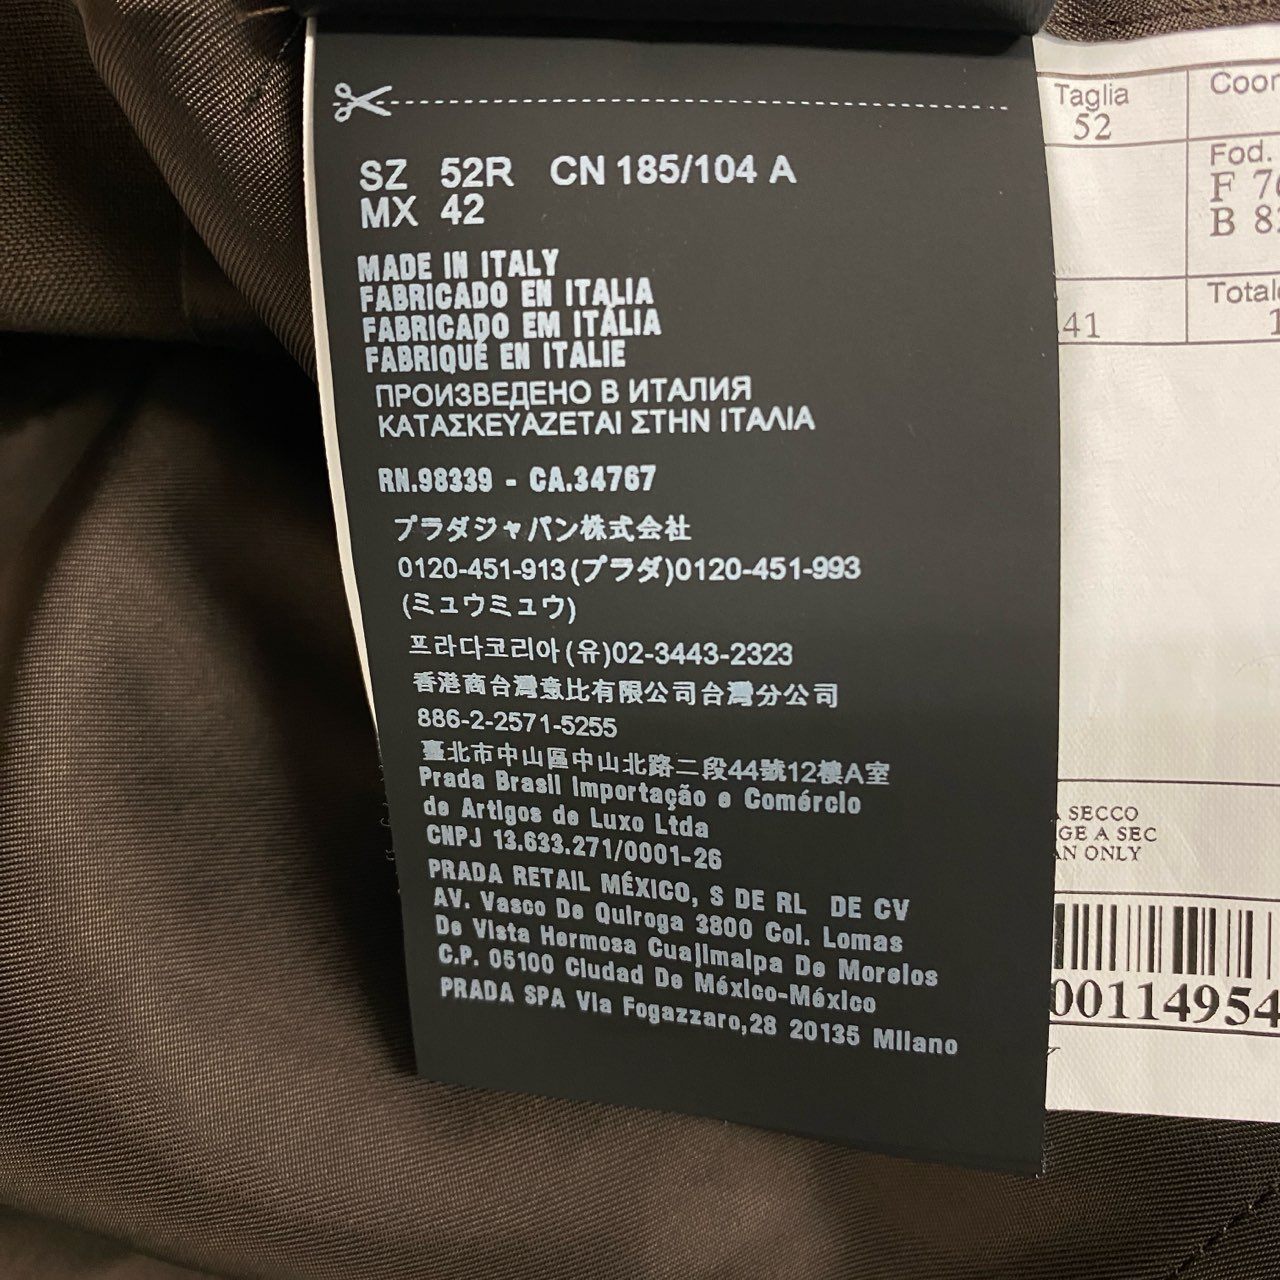 SZ 52R CN 185/104 A
MX 42
MADE IN ITALY
FABRICADO EN ITALIA
FABRICADO EM ITÁLIA
FABRIQUÉ EN ITALIE
ПРОИЗВЕДЕНО В ИТАЛИЯ
ΚΑΤΑΣΚΕΥΑΖΕΤΑΙ ΣΤΗΝ ΙΤΑΛΙΑ
RN.98339 - CA.34767
プラダジャパン株式会社
0120-451-913(プラダ)0120-451-993
(ミュウミュウ)
프라다코리아(유)02-3443-2323
香港商台灣意比有限公司台灣分公司
886-2-2571-5255
臺北市中山區中山北路二段44號12樓A室
Prada Brasil Importação e Comércio
de Artigos de Luxo Ltda
CNPJ 13.633.271/0001-26
PRADA RETAIL MÉXICO, S DE RL DE CV
AV. Vasco De Quiroga 3800 Col. Lomas
De Vista Hermosa Cuajimalpa De Morelos
C.P. 05100 Ciudad De México-México
PRADA SPA Via Fogazzaro,28 20135 Milano
Taglia
52
Fod.
F
B
41
SECCO
A SEC
ONLY
00114954